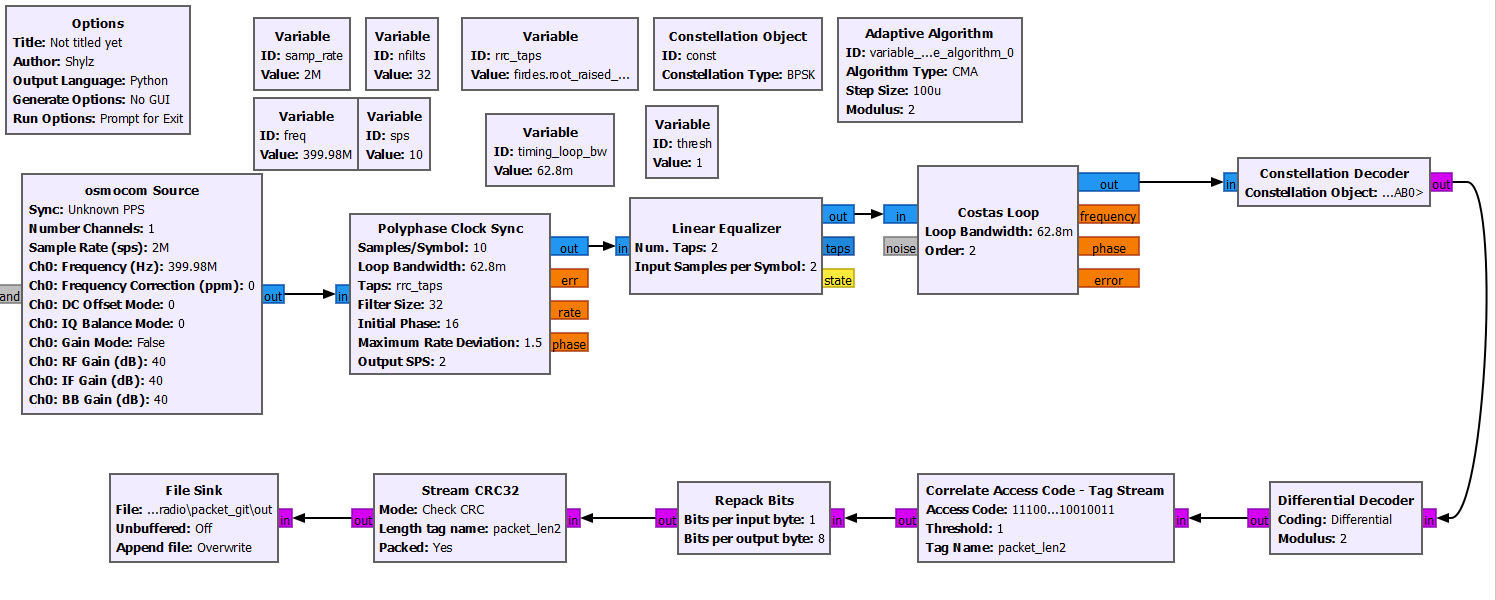 Options
Title: Not titled yet
Author: Shylz
Output Language: Python
Generate Options: No GUI
Run Options: Prompt for Exit
Variable
ID: samp_rate
Value: 2M
Variable
ID: nfilts
Value: 32
Variable
ID: rrc_taps
Value: firdes.root_raised_...
Constellation Object
ID: const
Constellation Type: BPSK
Adaptive Algorithm
ID: variable_...e_algorithm_0
Algorithm Type: CMA
Step Size: 100u
Modulus: 2
Variable
ID: freq
Value: 399.98M
Variable
ID: sps
Value: 10
Variable
ID: timing_loop_bw
Value: 62.8m
Variable
ID: thresh
Value: 1
osmocom Source
Sync: Unknown PPS
Number Channels: 1
Sample Rate (sps): 2M
Ch0: Frequency (Hz): 399.98M
Ch0: Frequency Correction (ppm): 0
Ch0: DC Offset Mode: 0
Ch0: IQ Balance Mode: 0
Ch0: Gain Mode: False
Ch0: RF Gain (dB): 40
Ch0: IF Gain (dB): 40
Ch0: BB Gain (dB): 40
and
out
in
Polyphase Clock Sync
Samples/Symbol: 10
Loop Bandwidth: 62.8m
Taps: rrc_taps
Filter Size: 32
Initial Phase: 16
Maximum Rate Deviation: 1.5
Output SPS: 2
out
err
rate
phase
in
Linear Equalizer
Num. Taps: 2
Input Samples per Symbol: 2
out
taps
state
in
noise
Costas Loop
Loop Bandwidth: 62.8m
Order: 2
out
frequency
phase
error
in
Constellation Decoder
Constellation Object: ...AB0>
out
File Sink
File: ...radio\packet_git\out
Unbuffered: Off
Append file: Overwrite
in
out
Stream CRC32
Mode: Check CRC
Length tag name: packet_len2
Packed: Yes
in
out
Repack Bits
Bits per input byte: 1
Bits per output byte: 8
in
out
Correlate Access Code - Tag Stream
Access Code: 11100...10010011
Threshold: 1
Tag Name: packet_len2
in
out
Differential Decoder
Coding: Differential
Modulus: 2
in